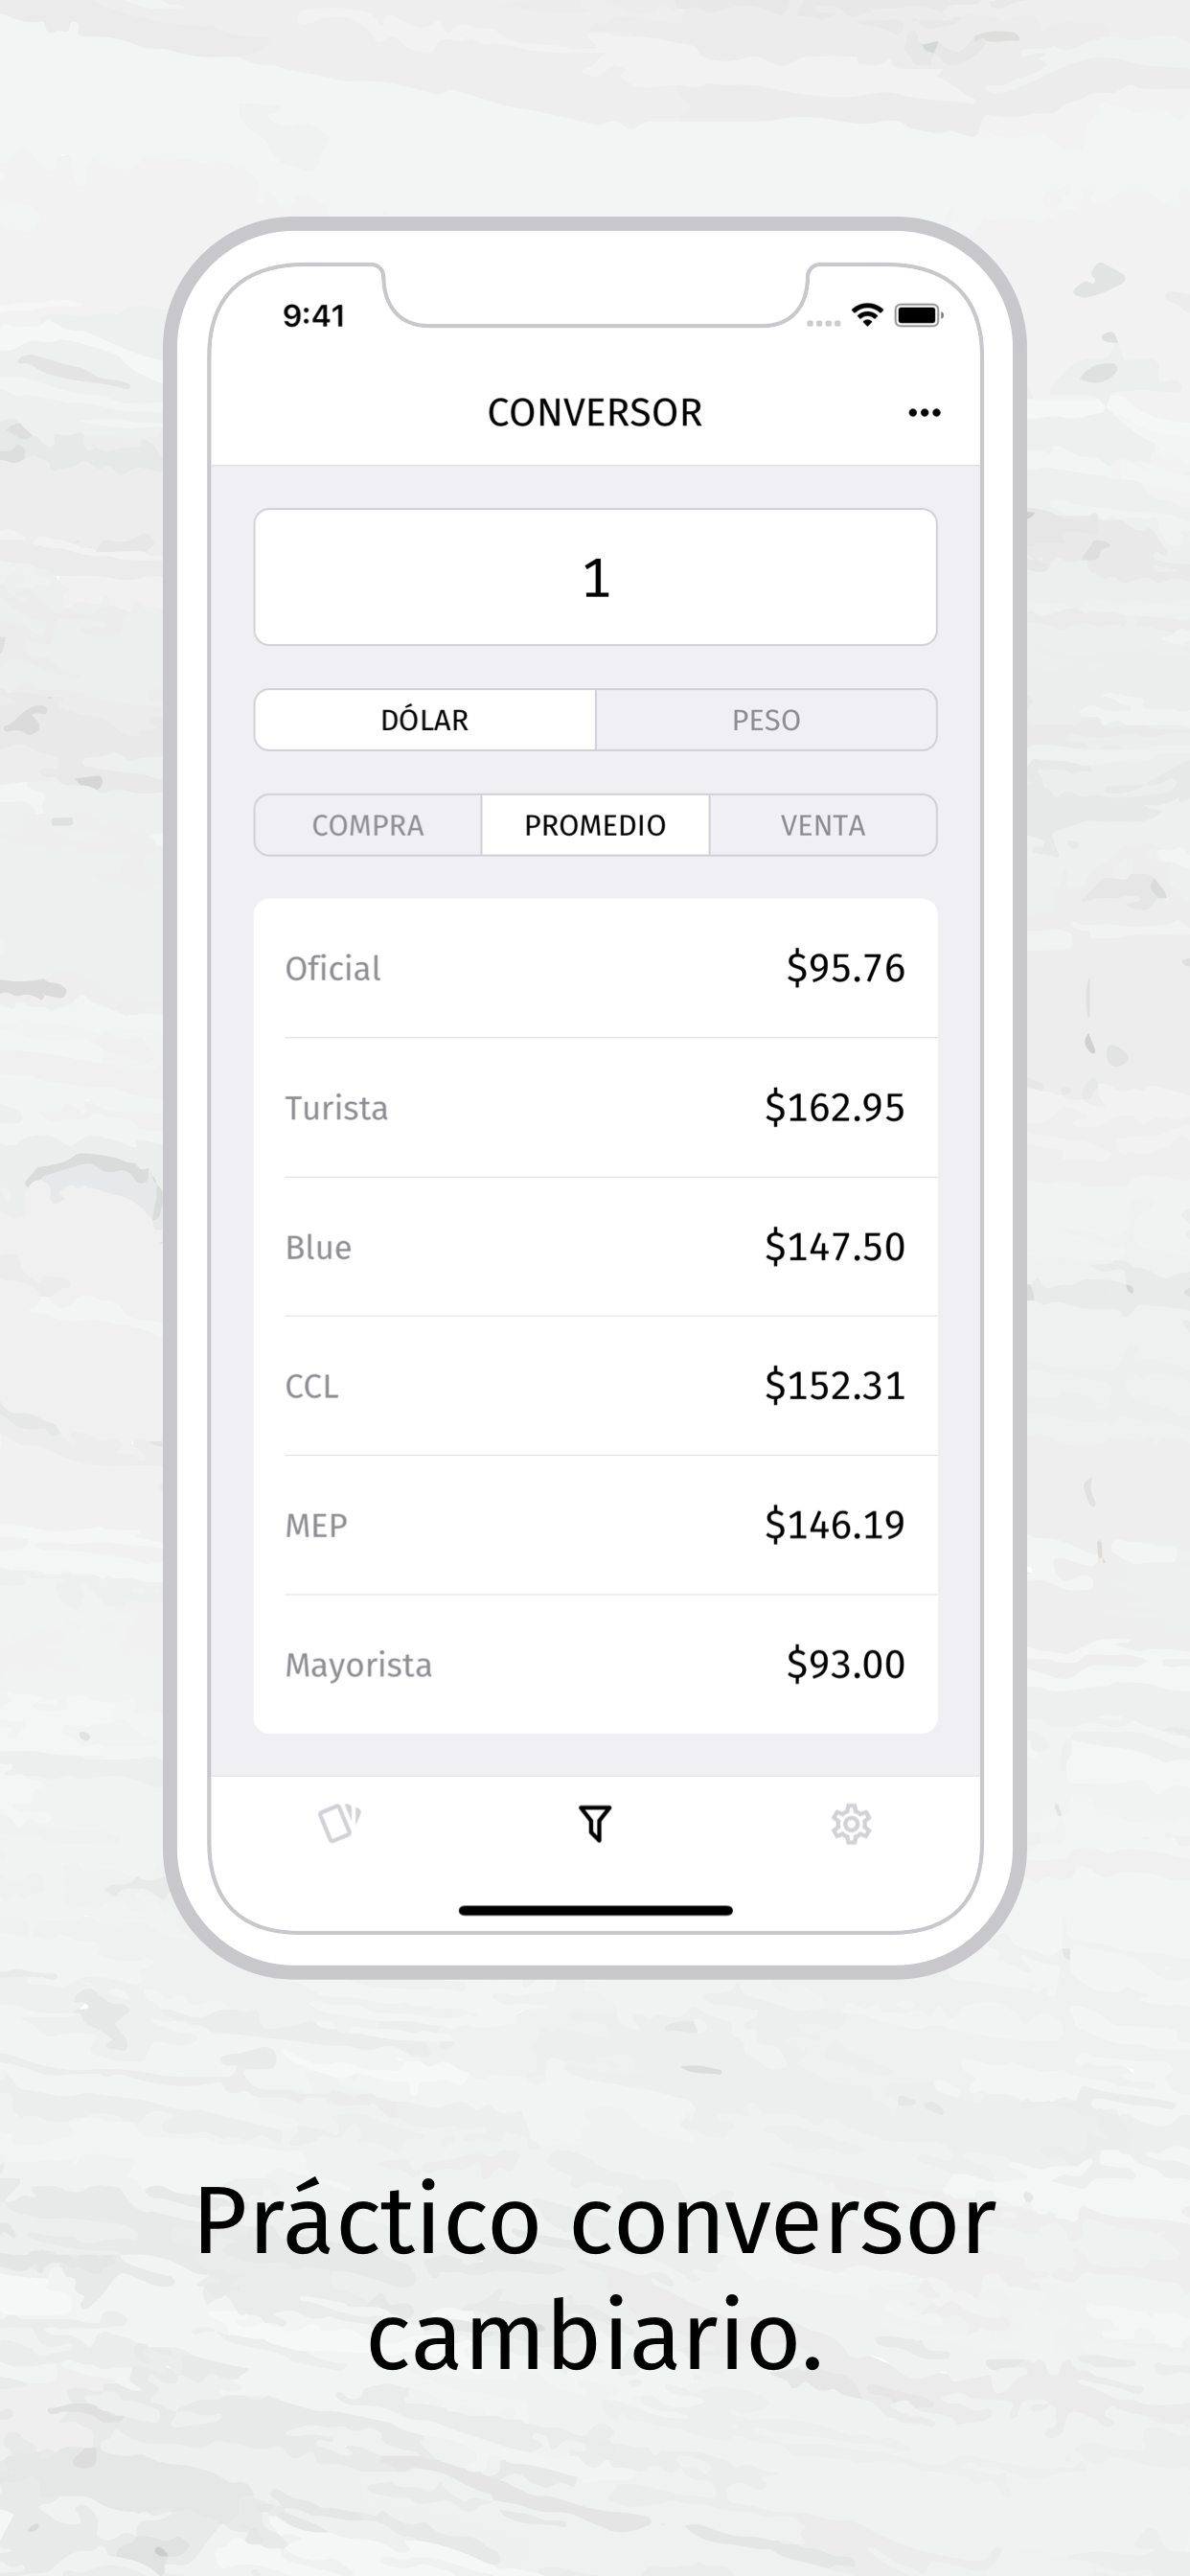 9:41
CONVERSOR
1
DÓLAR PESO
COMPRA PROMEDIO VENTA
Oficial $95.76
Turista $162.95
Blue $147.50
CCL $152.31
MEP $146.19
Mayorista $93.00
Práctico conversor
cambiario.